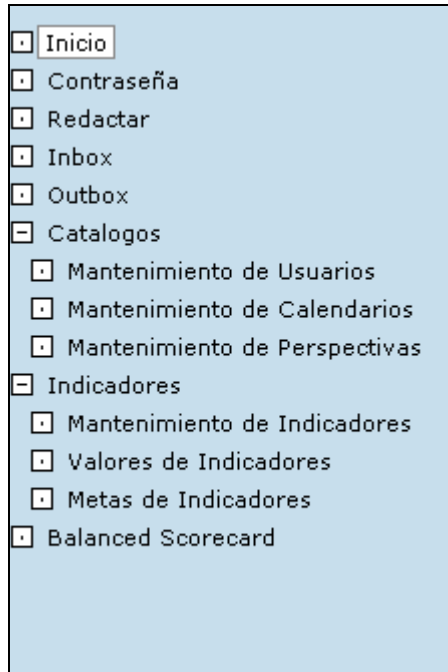 Inicio
Contraseña
Redactar
Inbox
Outbox
Catalogos
Mantenimiento de Usuarios
Mantenimiento de Calendarios
Mantenimiento de Perspectivas
Indicadores
Mantenimiento de Indicadores
Valores de Indicadores
Metas de Indicadores
Balanced Scorecard